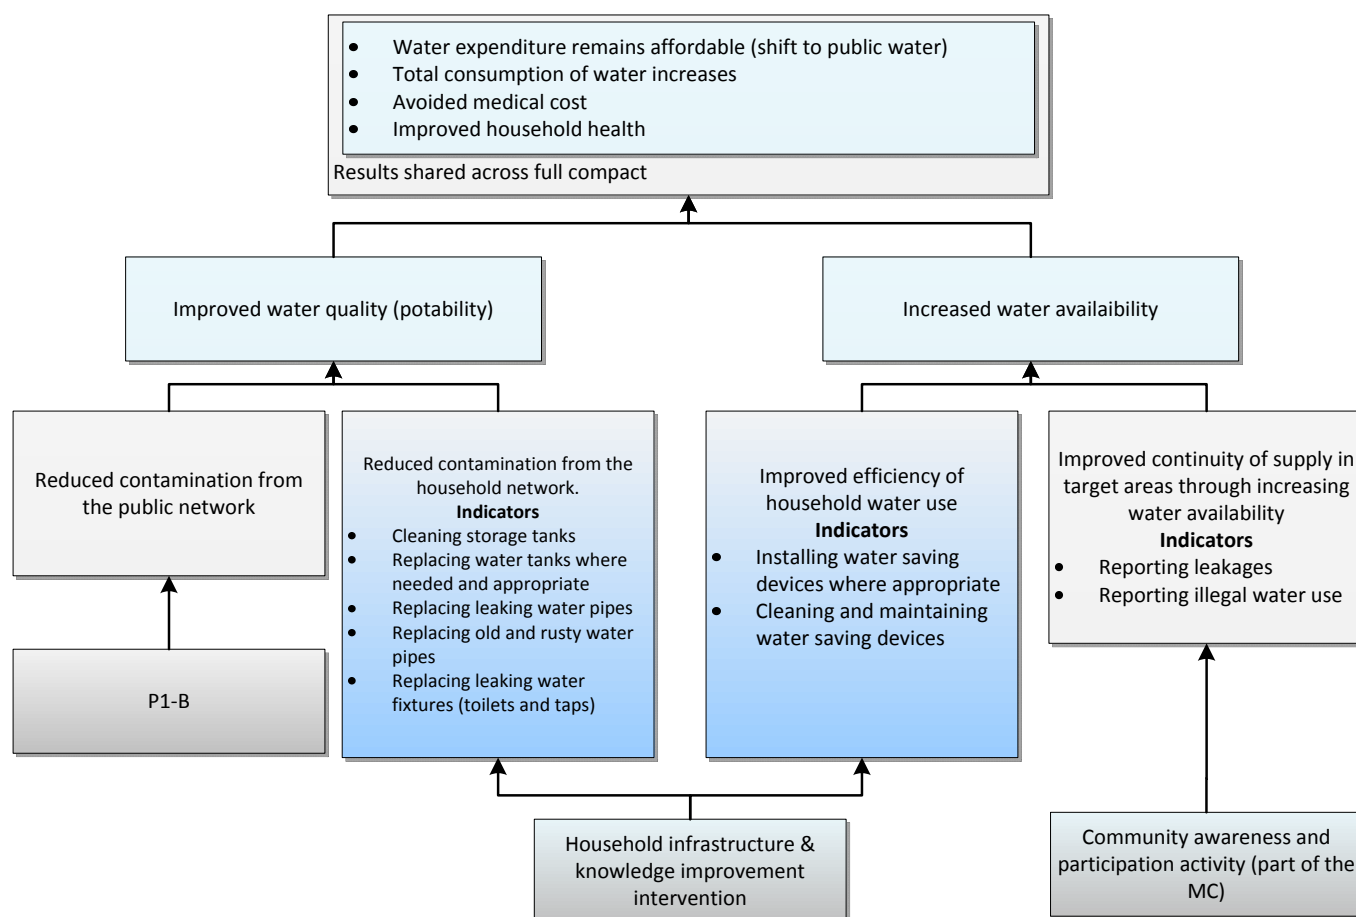 • Water expenditure remains affordable (shift to public water)
• Total consumption of water increases
• Avoided medical cost
• Improved household health
Results shared across full compact
Improved water quality (potability)
Increased water availaibility
Reduced contamination from
the public network
Reduced contamination from the
household network.
Indicators
• Cleaning storage tanks
• Replacing water tanks where
needed and appropriate
• Replacing leaking water pipes
• Replacing old and rusty water
pipes
• Replacing leaking water
fixtures (toilets and taps)
Improved efficiency of
household water use
Indicators
• Installing water saving
devices where appropriate
• Cleaning and maintaining
water saving devices
Improved continuity of supply in
target areas through increasing
water availability
Indicators
• Reporting leakages
• Reporting illegal water use
P1-B
Household infrastructure &
knowledge improvement
intervention
Community awareness and
participation activity (part of the
MC)